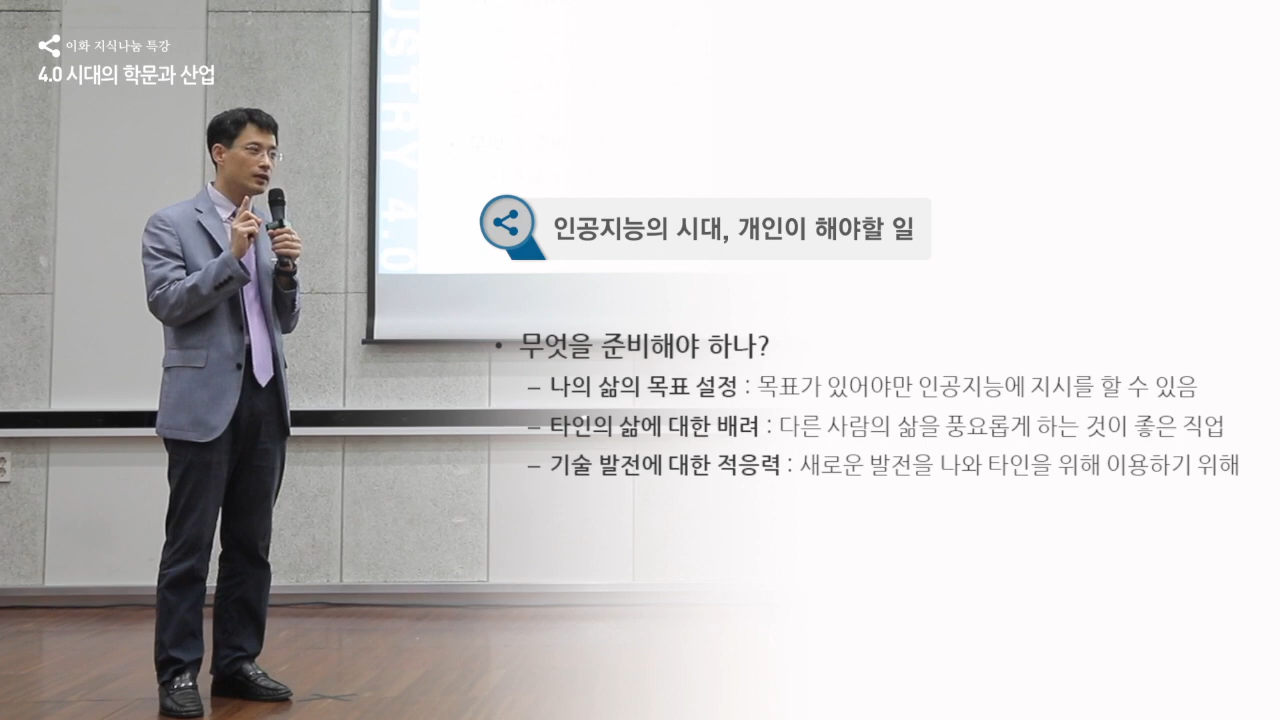 이화 지식나눔 특강
4.0 시대의 학문과 산업
USTRY 4.0
인공지능의 시대, 개인이 해야할 일
• 무엇을 준비해야 하나?
– 나의 삶의 목표 설정 : 목표가 있어야만 인공지능에 지시를 할 수 있음
– 타인의 삶에 대한 배려 : 다른 사람의 삶을 풍요롭게 하는 것이 좋은 직업
– 기술 발전에 대한 적응력 : 새로운 발전을 나와 타인을 위해 이용하기 위해